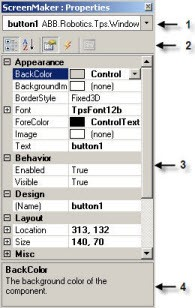 ScreenMaker : Properties
button1 ABB.Robotics.Tps.Window
1
2
Appearance
BackColor Control
BackgroundIm (none)
BorderStyle Fixed3D
Font TpsFont12b
ForeColor ControlText
Image (none)
Text button1
Behavior
Enabled True
Visible True
3
Design
(Name) button1
Layout
Location 313, 132
Size 140, 70
Misc
BackColor
The background color of the
component.
4